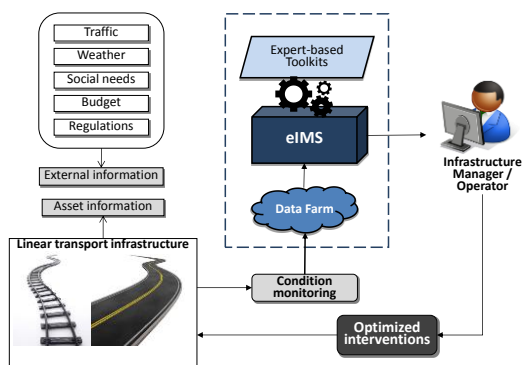 Traffic
Weather
Social needs
Budget
Regulations
External information
Asset information
Linear transport infrastructure
Expert-based
Toolkits
eIMS
Data Farm
Condition
monitoring
Infrastructure
Manager /
Operator
Optimized
interventions